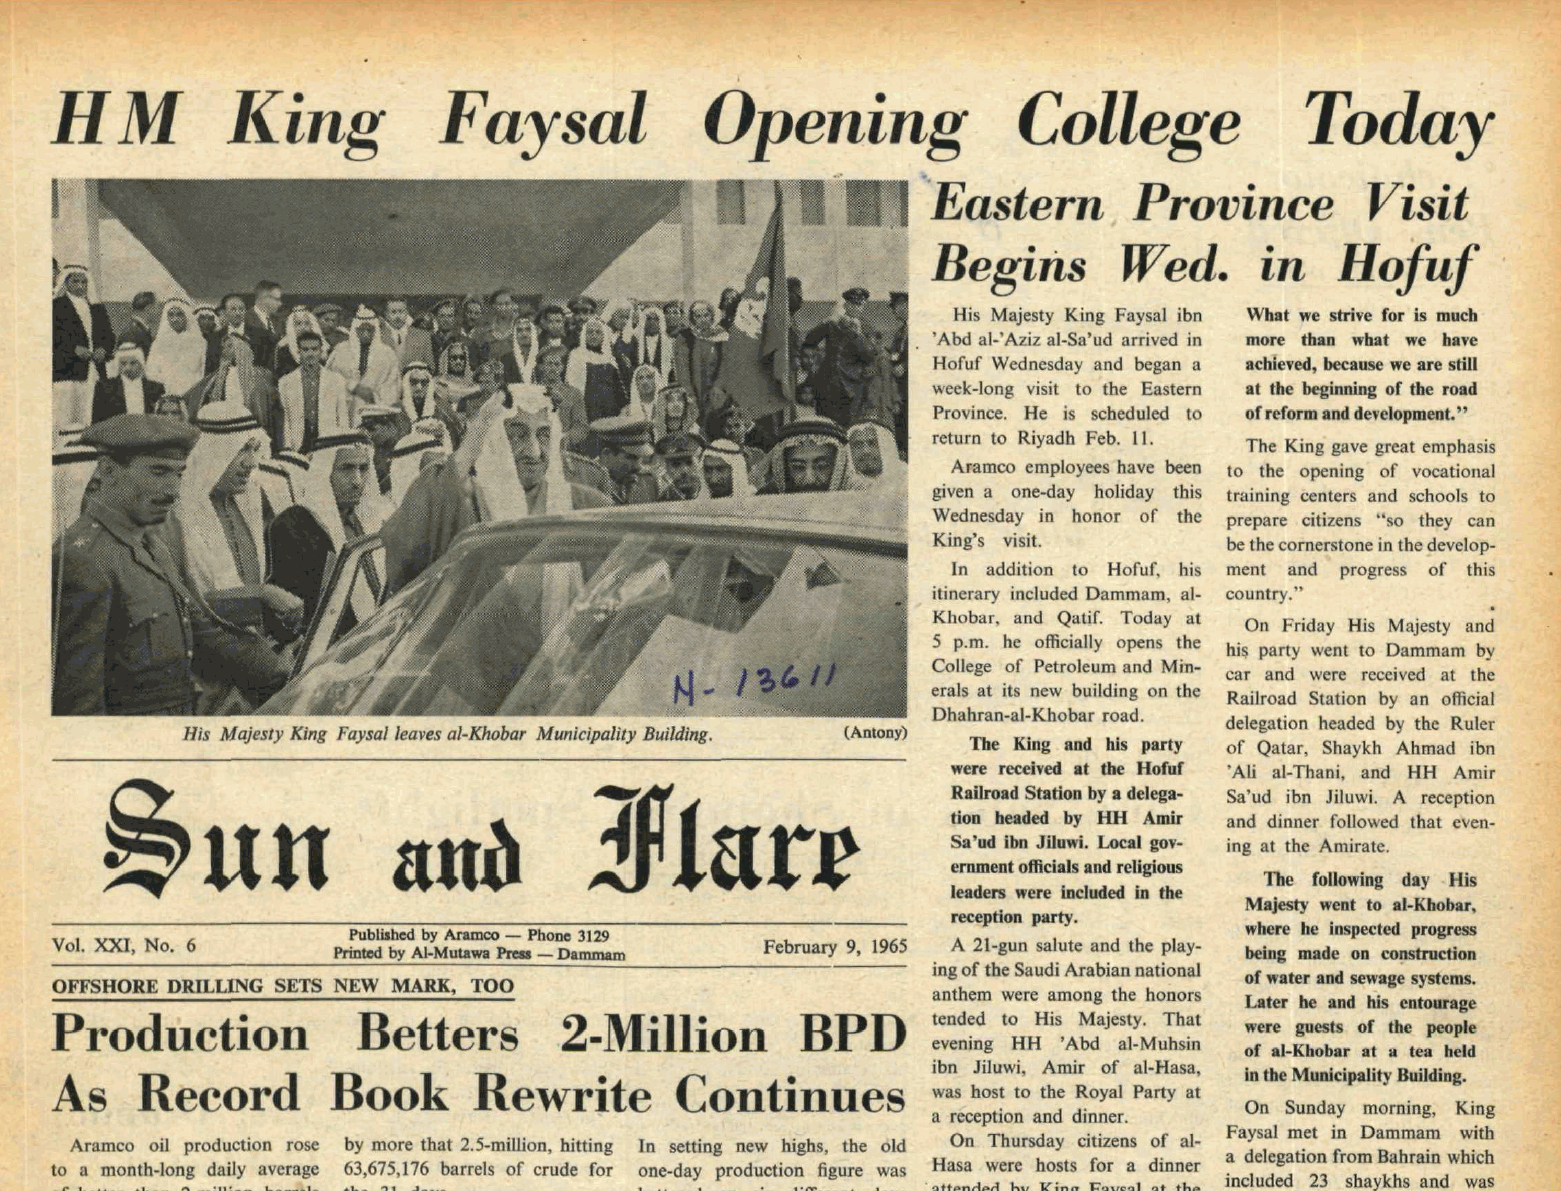 HM King Faysal Opening College Today
N-13611
His Majesty King Faysal leaves al-Khobar Municipality Building.
(Antony)
Sun and Flare
Vol. XXI, No. 6
Published by Aramco — Phone 3129
Printed by Al-Mutawa Press — Dammam
February 9, 1965
OFFSHORE DRILLING SETS NEW MARK, TOO
Production Betters 2-Million BPD
As Record Book Rewrite Continues
Aramco oil production rose
to a month-long daily average
of better than 2 million barrels
by more that 2.5-million, hitting
63,675,176 barrels of crude for
the 31 days
In setting new highs, the old
one-day production figure was
Eastern Province Visit
Begins Wed. in Hofuf
His Majesty King Faysal ibn
'Abd al-'Aziz al-Sa'ud arrived in
Hofuf Wednesday and began a
week-long visit to the Eastern
Province. He is scheduled to
return to Riyadh Feb. 11.
Aramco employees have been
given a one-day holiday this
Wednesday in honor of the
King's visit.
In addition to Hofuf, his
itinerary included Dammam, al-
Khobar, and Qatif. Today at
5 p.m. he officially opens the
College of Petroleum and Min-
erals at its new building on the
Dhahran-al-Khobar road.
The King and his party
were received at the Hofuf
Railroad Station by a delega-
tion headed by HH Amir
Sa'ud ibn Jiluwi. Local gov-
ernment officials and religious
leaders were included in the
reception party.
A 21-gun salute and the play-
ing of the Saudi Arabian national
anthem were among the honors
tended to His Majesty. That
evening HH 'Abd al-Muhsin
ibn Jiluwi, Amir of al-Hasa,
was host to the Royal Party at
a reception and dinner.
On Thursday citizens of al-
Hasa were hosts for a dinner
attended by King Faysal at the
What we strive for is much
more than what we have
achieved, because we are still
at the beginning of the road
of reform and development."
The King gave great emphasis
to the opening of vocational
training centers and schools to
prepare citizens "so they can
be the cornerstone in the develop-
ment and progress of this
country."
On Friday His Majesty and
his party went to Dammam by
car and were received at the
Railroad Station by an official
delegation headed by the Ruler
of Qatar, Shaykh Ahmad ibn
'Ali al-Thani, and HH Amir
Sa'ud ibn Jiluwi. A reception
and dinner followed that even-
ing at the Amirate.
The following day His
Majesty went to al-Khobar,
where he inspected progress
being made on construction
of water and sewage systems.
Later he and his entourage
were guests of the people
of al-Khobar at a tea held
in the Municipality Building.
On Sunday morning, King
Faysal met in Dammam with
a delegation from Bahrain which
included 23 shaykhs and was